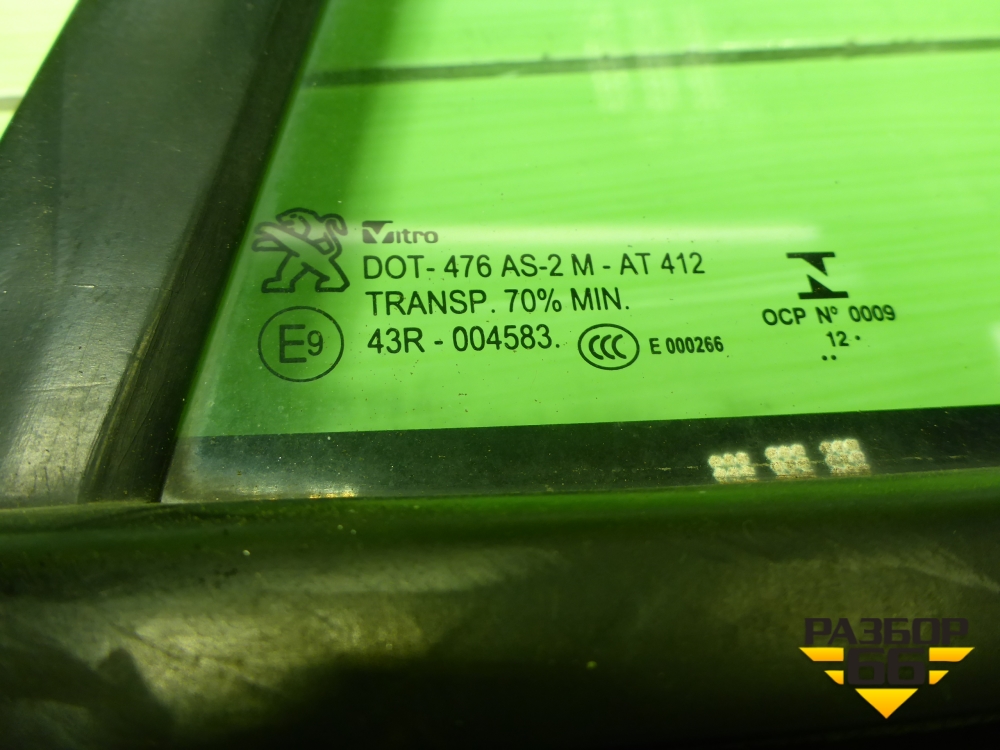 Vitro
DOT- 476 AS-2 M - AT 412
TRANSP. 70% MIN.
E9
43R - 004583.
CCC
E 000266
OCP Nº 0009
12 .
..
РАЗБОР
66